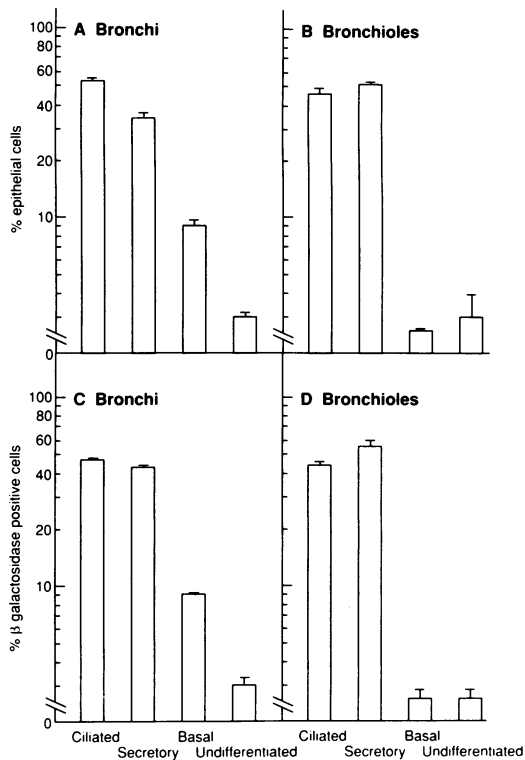 A Bronchi
B Bronchioles
% epithelial cells
100
80
60
40
20
10
0
C Bronchi
D Bronchioles
% β galactosidase positive cells
100
80
60
40
20
10
0
Ciliated Basal Ciliated Basal
Secretory Undifferentiated Secretory Undifferentiated